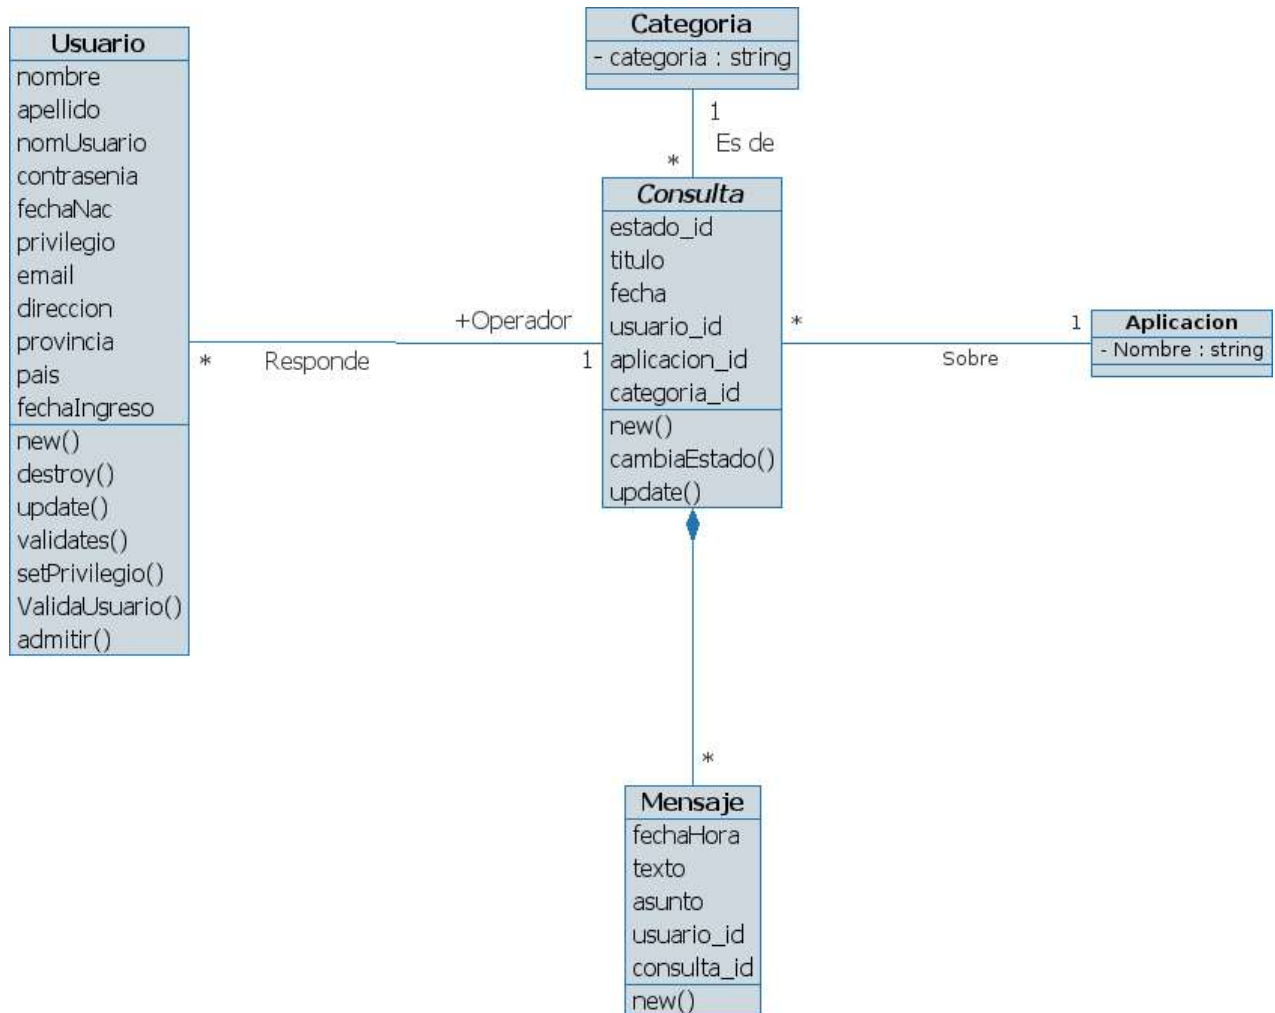 Usuario
nombre
apellido
nomUsuario
contrasenia
fechaNac
privilegio
email
direccion
provincia
pais
fechaIngreso
new()
destroy()
update()
validates()
setPrivilegio()
ValidaUsuario()
admitir()
*
Responde
+Operador
1
Categoria
- categoria : string
1
Es de
*
Consulta
estado_id
titulo
fecha
usuario_id
aplicacion_id
categoria_id
new()
cambiaEstado()
update()
*
Sobre
1
Aplicacion
- Nombre : string
*
Mensaje
fechaHora
texto
asunto
usuario_id
consulta_id
new()